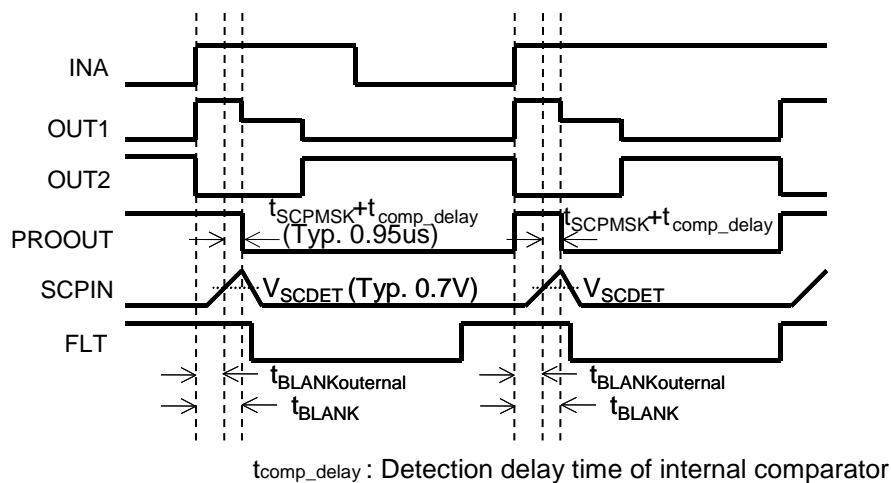 INA
OUT1
OUT2
tSCPMSK+tcomp_delay
(Typ. 0.95us)
tSCPMSK+tcomp_delay
PROOUT
SCPIN
VSCDET (Typ. 0.7V)
VSCDET
FLT
tBLANKouternal
tBLANKouternal
tBLANK
tBLANK
tcomp_delay : Detection delay time of internal comparator